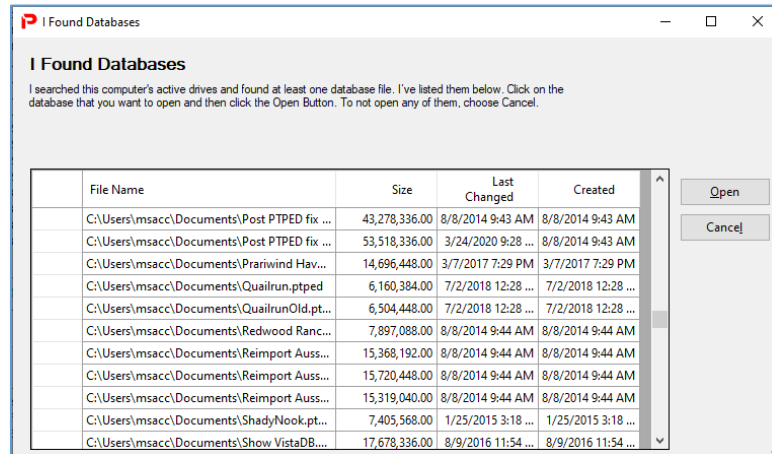 I Found Databases
I Found Databases
I searched this computer's active drives and found at least one database file. I've listed them below. Click on the
database that you want to open and then click the Open Button. To not open any of them, choose Cancel.
File Name Size Last Changed Created
C:\Users\msacc\Documents\Post PTPED fix ... 43,278,336.00 8/8/2014 9:43 AM 8/8/2014 9:43 AM
C:\Users\msacc\Documents\Post PTPED fix ... 53,518,336.00 3/24/2020 9:28 ... 8/8/2014 9:43 AM
C:\Users\msacc\Documents\Prariwind Hav... 14,696,448.00 3/7/2017 7:29 PM 3/7/2017 7:29 PM
C:\Users\msacc\Documents\Quailrun.ptped 6,160,384.00 7/2/2018 12:28 ... 7/2/2018 12:28 ...
C:\Users\msacc\Documents\QuailrunOld.pt... 6,504,448.00 7/2/2018 12:28 ... 7/2/2018 12:28 ...
C:\Users\msacc\Documents\Redwood Ranc... 7,897,088.00 8/8/2014 9:44 AM 8/8/2014 9:44 AM
C:\Users\msacc\Documents\Reimport Auss... 15,368,192.00 8/8/2014 9:44 AM 8/8/2014 9:44 AM
C:\Users\msacc\Documents\Reimport Auss... 15,720,448.00 8/8/2014 9:44 AM 8/8/2014 9:44 AM
C:\Users\msacc\Documents\Reimport Auss... 15,319,040.00 8/8/2014 9:44 AM 8/8/2014 9:44 AM
C:\Users\msacc\Documents\ShadyNook.pt... 7,405,568.00 1/25/2015 3:18 ... 1/25/2015 3:18 ...
C:\Users\msacc\Documents\Show VistaDB.... 17,678,336.00 8/9/2016 11:54 ... 8/9/2016 11:54 ...
Open
Cancel